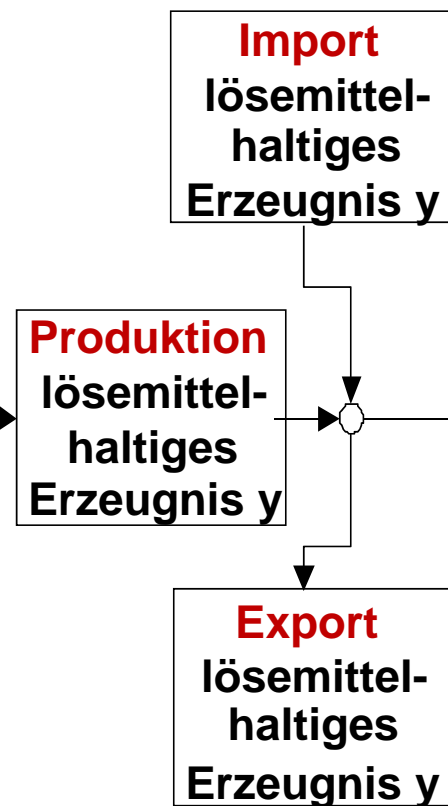 Import
lösemittel-
haltiges
Erzeugnis y
Produktion
lösemittel-
haltiges
Erzeugnis y
Export
lösemittel-
haltiges
Erzeugnis y